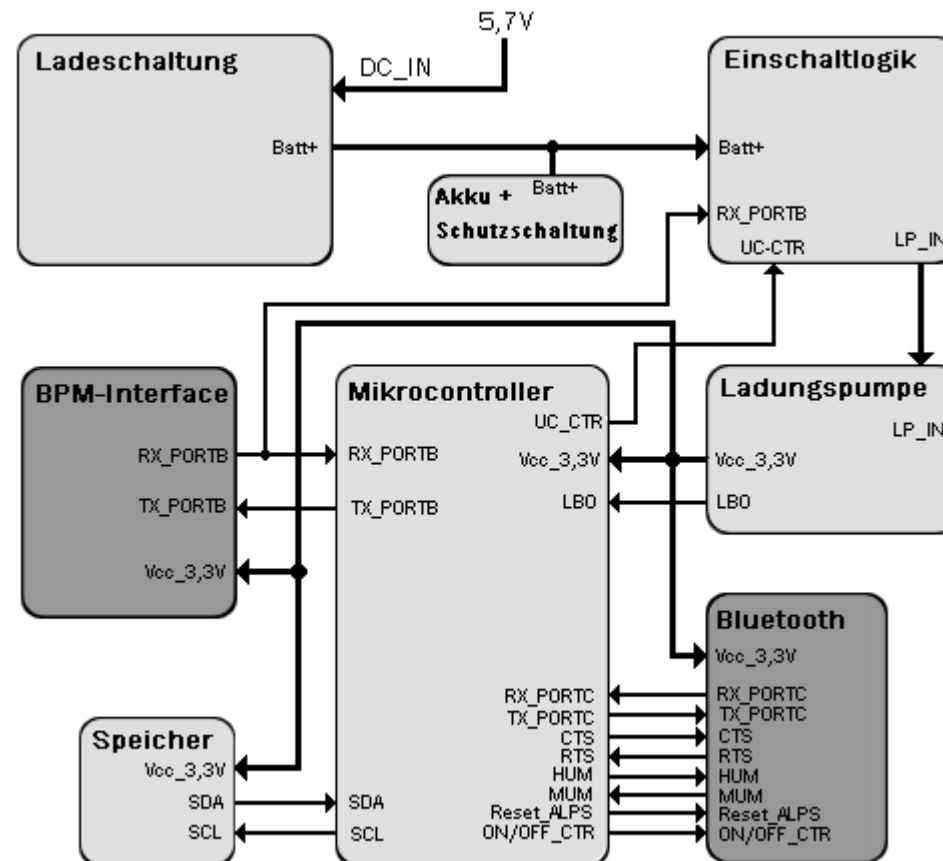 5,7V
Ladeschaltung
DC_IN
Batt+
Akku +
Batt+
Schutzschaltung
Einschaltlogik
Batt+
RX_PORTB
UC-CTR
LP_IN
BPM-Interface
RX_PORTB
TX_PORTB
Vcc_3,3V
Mikrocontroller
UC_CTR
RX_PORTB
Vcc_3,3V
TX_PORTB
LBO
Ladungspumpe
LP_IN
Vcc_3,3V
LBO
Speicher
Vcc_3,3V
SDA
SCL
SDA
SCL
RX_PORTC
TX_PORTC
CTS
RTS
HUM
MUM
Reset_ALPS
ON/OFF_CTR
Bluetooth
Vcc_3,3V
RX_PORTC
TX_PORTC
CTS
RTS
HUM
MUM
Reset_ALPS
ON/OFF_CTR